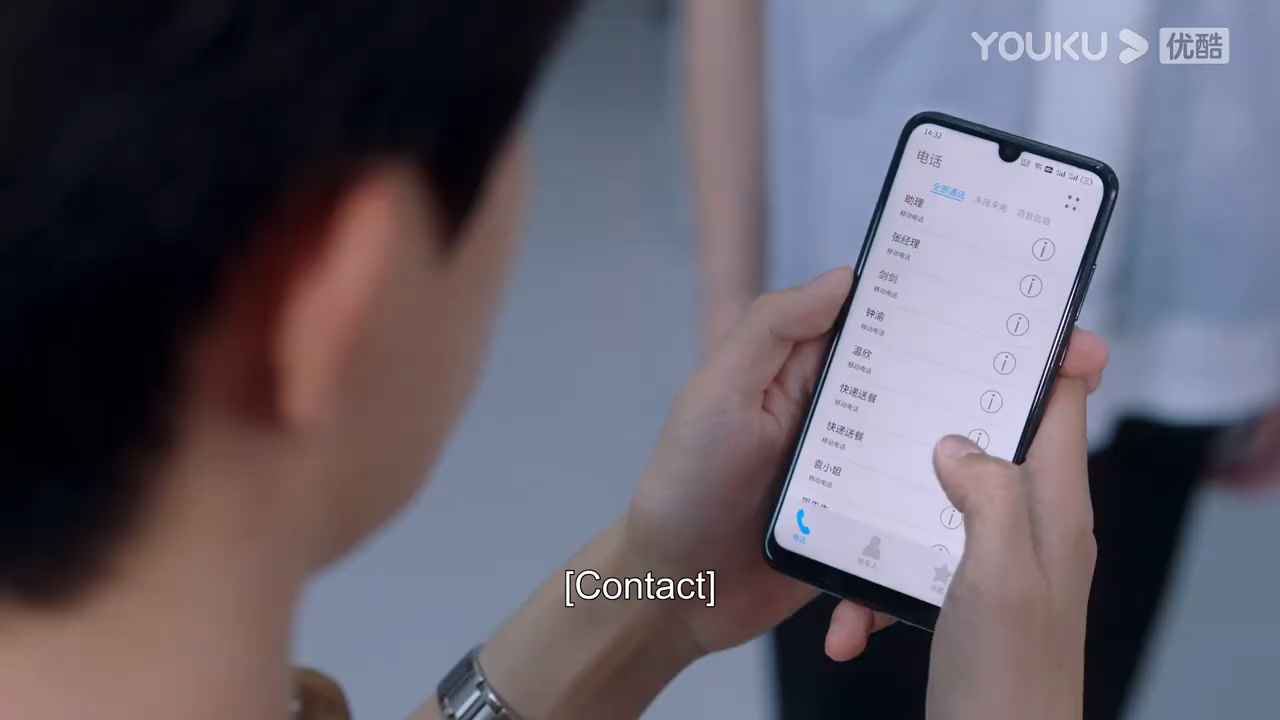 YOUKU 优酷
14:32
电话
全部通话 未接来电 语音信箱
助理
移动电话
张经理
移动电话
剑剑
移动电话
钟渝
移动电话
温欣
移动电话
快递送餐
移动电话
快递送餐
移动电话
袁小姐
移动电话
电话
联系人
[Contact]